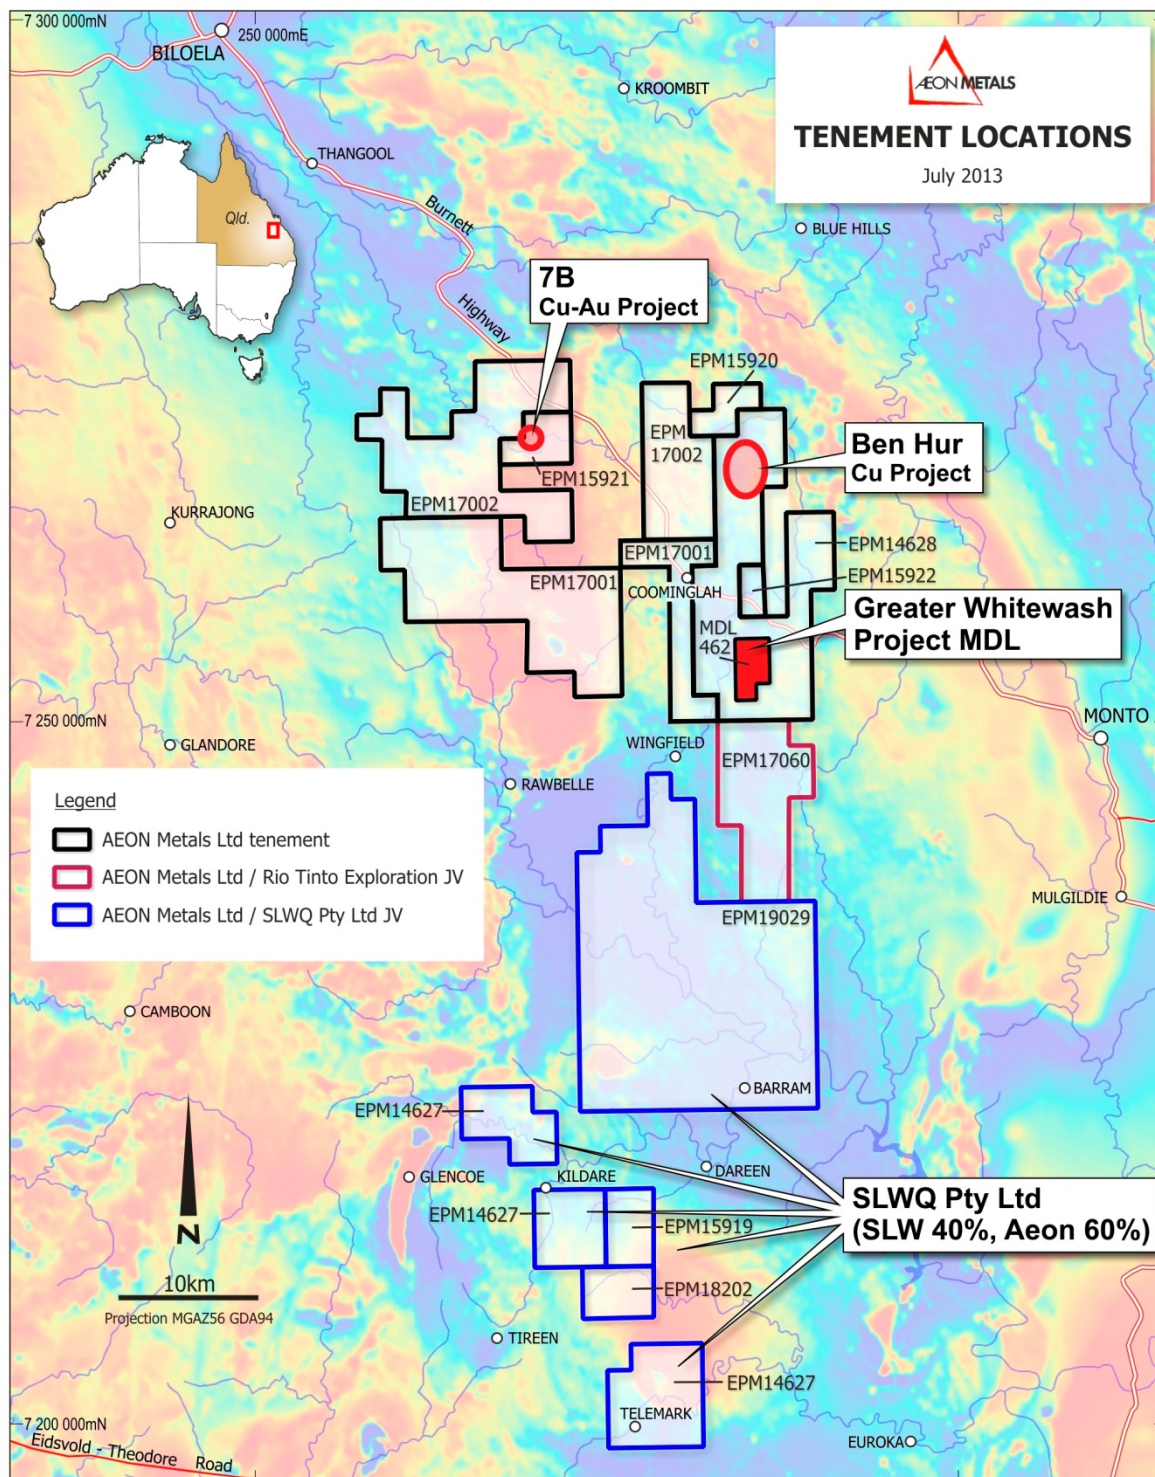 7 300 000mN
250 000mE
BILOELA
KROOMBIT
AEON METALS
TENEMENT LOCATIONS
July 2013
THANGOOL
Burnett
Qld.
BLUE HILLS
7B
Cu-Au Project
Highway
EPM15920
EPM
17002
Ben Hur
Cu Project
EPM15921
EPM17002
KURRAJONG
EPM17001
EPM14628
EPM17001
EPM15922
COOMINGLAH
Greater Whitewash
Project MDL
MDL
462
7 250 000mN
MONTO
GLANDORE
WINGFIELD
EPM17060
RAWBELLE
Legend
AEON Metals Ltd tenement
AEON Metals Ltd / Rio Tinto Exploration JV
AEON Metals Ltd / SLWQ Pty Ltd JV
MULGILDIE
EPM19029
CAMBOON
BARRAM
EPM14627
GLENCOE
KILDARE
DAREEN
SLWQ Pty Ltd
(SLW 40%, Aeon 60%)
EPM14627
EPM15919
N
10km
Projection MGAZ56 GDA94
EPM18202
TIREEN
EPM14627
TELEMARK
7 200 000mN
EUROKA
Eidsvold - Theodore Road